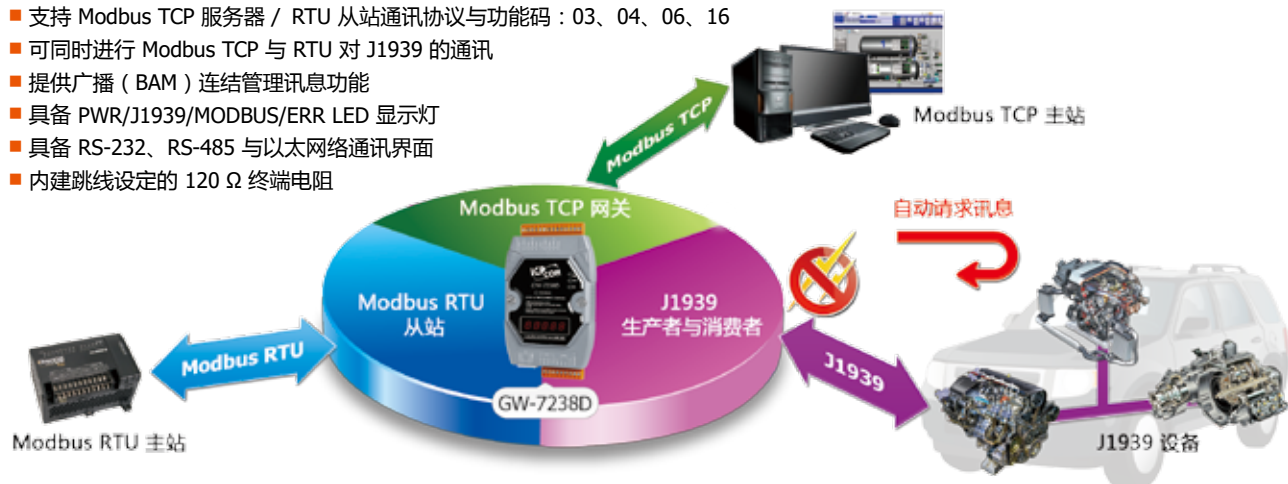 ■ 支持 Modbus TCP 服务器 / RTU 从站通讯协议与功能码：03、04、06、16
■ 可同时进行 Modbus TCP 与 RTU 对 J1939 的通讯
■ 提供广播（BAM）连结管理讯息功能
■ 具备 PWR/J1939/MODBUS/ERR LED 显示灯
■ 具备 RS-232、RS-485 与以太网络通讯界面
■ 内建跳线设定的 120 Ω 终端电阻
Modbus TCP
Modbus TCP 主站
Modbus TCP 网关
自动请求讯息
Modbus RTU
从站
J1939
生产者与消费者
Modbus RTU
J1939
GW-7238D
Modbus RTU 主站
J1939 设备